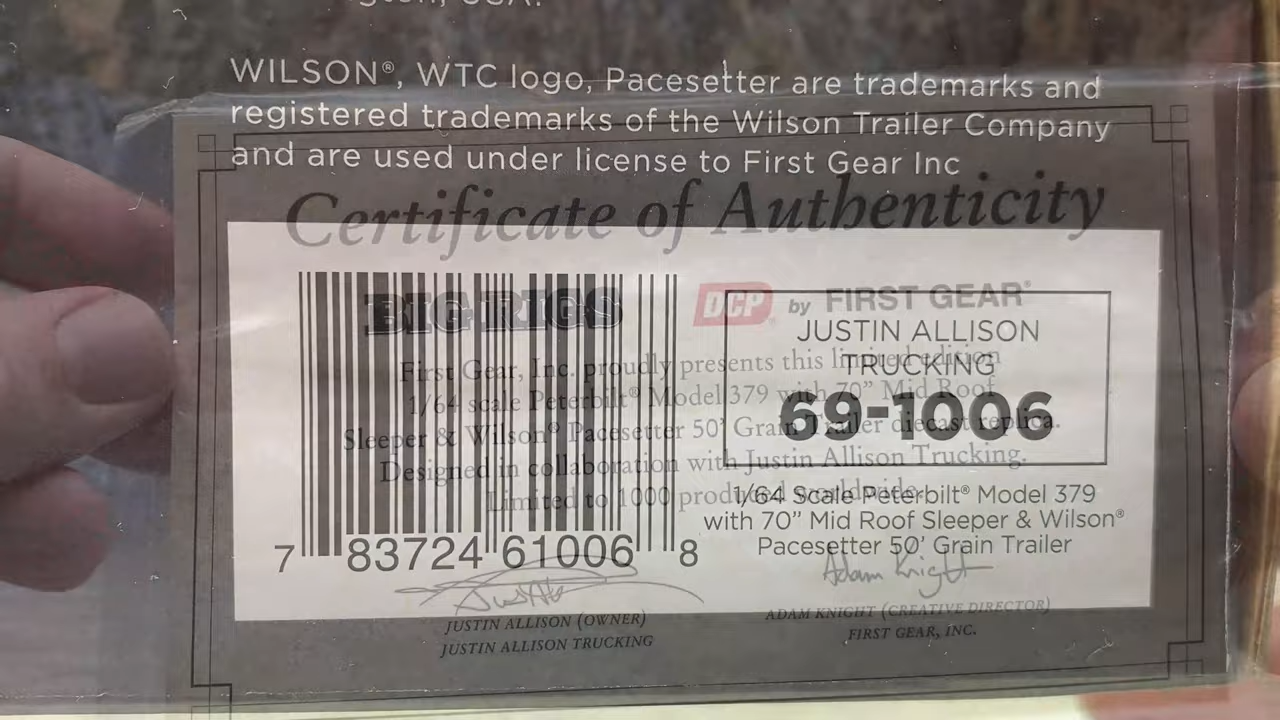 WILSON®, WTC logo, Pacesetter are trademarks and
registered trademarks of the Wilson Trailer Company
and are used under license to First Gear Inc
Certificate of Authenticity
BIG RIGS
DCP by FIRST GEAR®
JUSTIN ALLISON
TRUCKING
69-1006
First Gear, Inc. proudly presents this limited edition
1/64 scale Peterbilt® Model 379 with 70” Mid Roof
Sleeper & Wilson® Pacesetter 50' Grain Trailer diecast replica.
Designed in collaboration with Justin Allison Trucking.
Limited to 1000 produced worldwide.
1/64 Scale Peterbilt® Model 379
with 70” Mid Roof Sleeper & Wilson®
Pacesetter 50' Grain Trailer
7 83724 61006 8
Adam Knight
JUSTIN ALLISON (OWNER)
JUSTIN ALLISON TRUCKING
ADAM KNIGHT (CREATIVE DIRECTOR)
FIRST GEAR, INC.